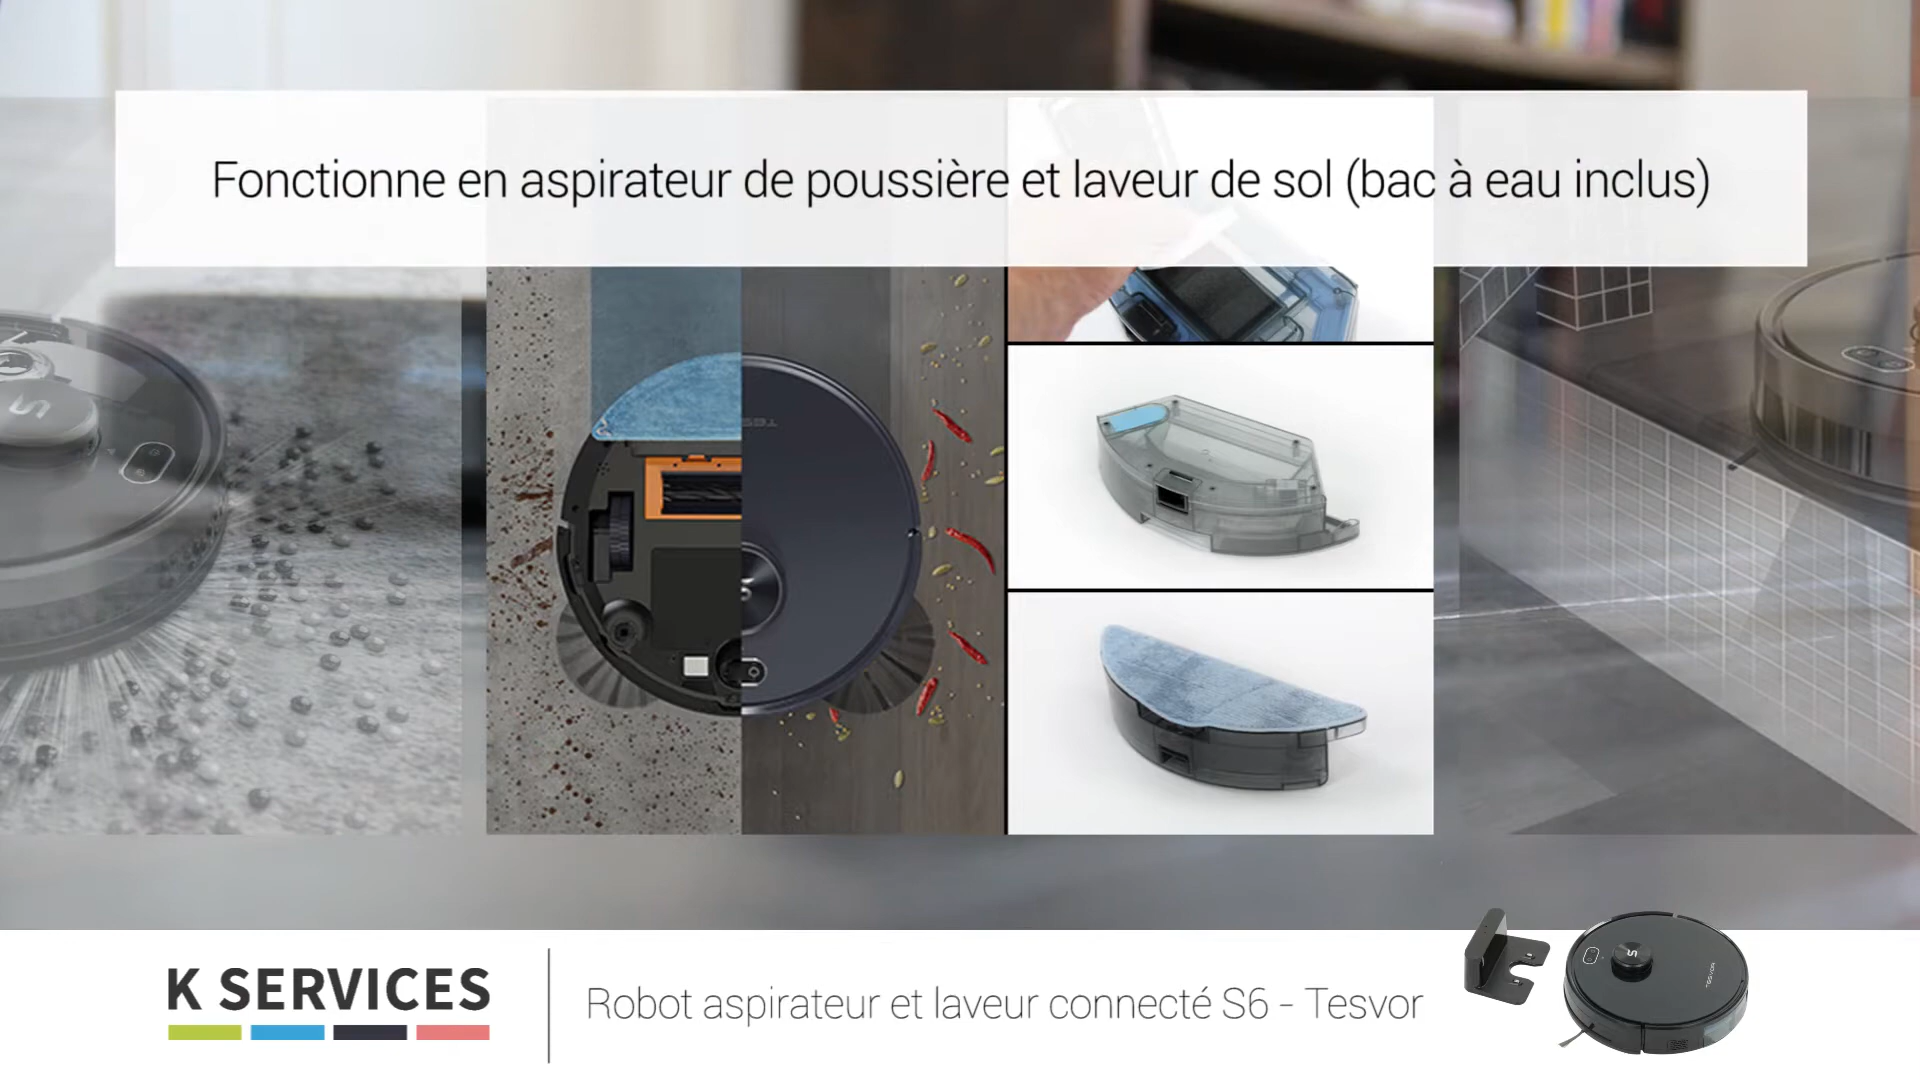 Fonctionne en aspirateur de poussière et laveur de sol (bac à eau inclus)
K SERVICES
Robot aspirateur et laveur connecté S6 - Tesvor
TESVOR